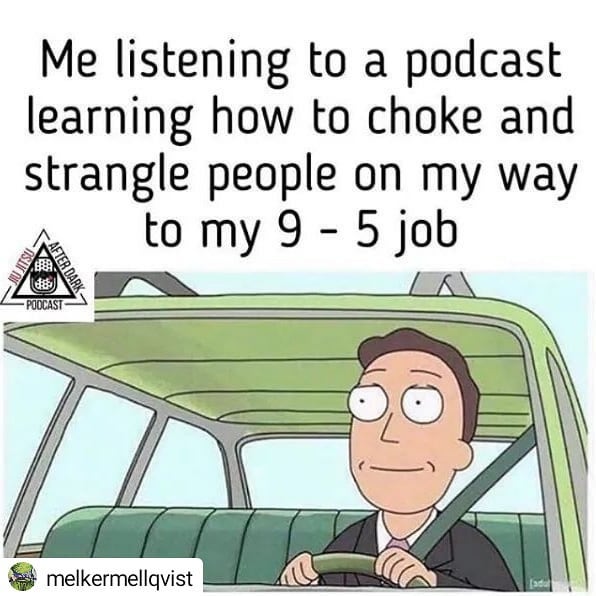 Me listening to a podcast
learning how to choke and
strangle people on my way
to my 9 - 5 job
JIU JITSU
AFTER DARK
PODCAST
melkermellqvist